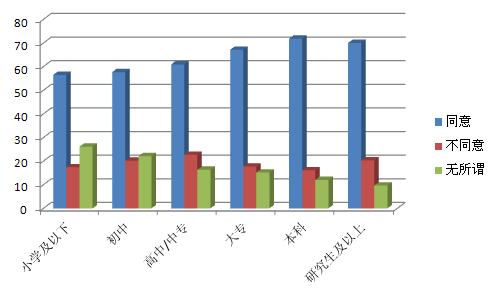 80
70
60
50
40
30
20
10
0
小学及以下
初中
高中/中专
大专
本科
研究生及以上
同意
不同意
无所谓